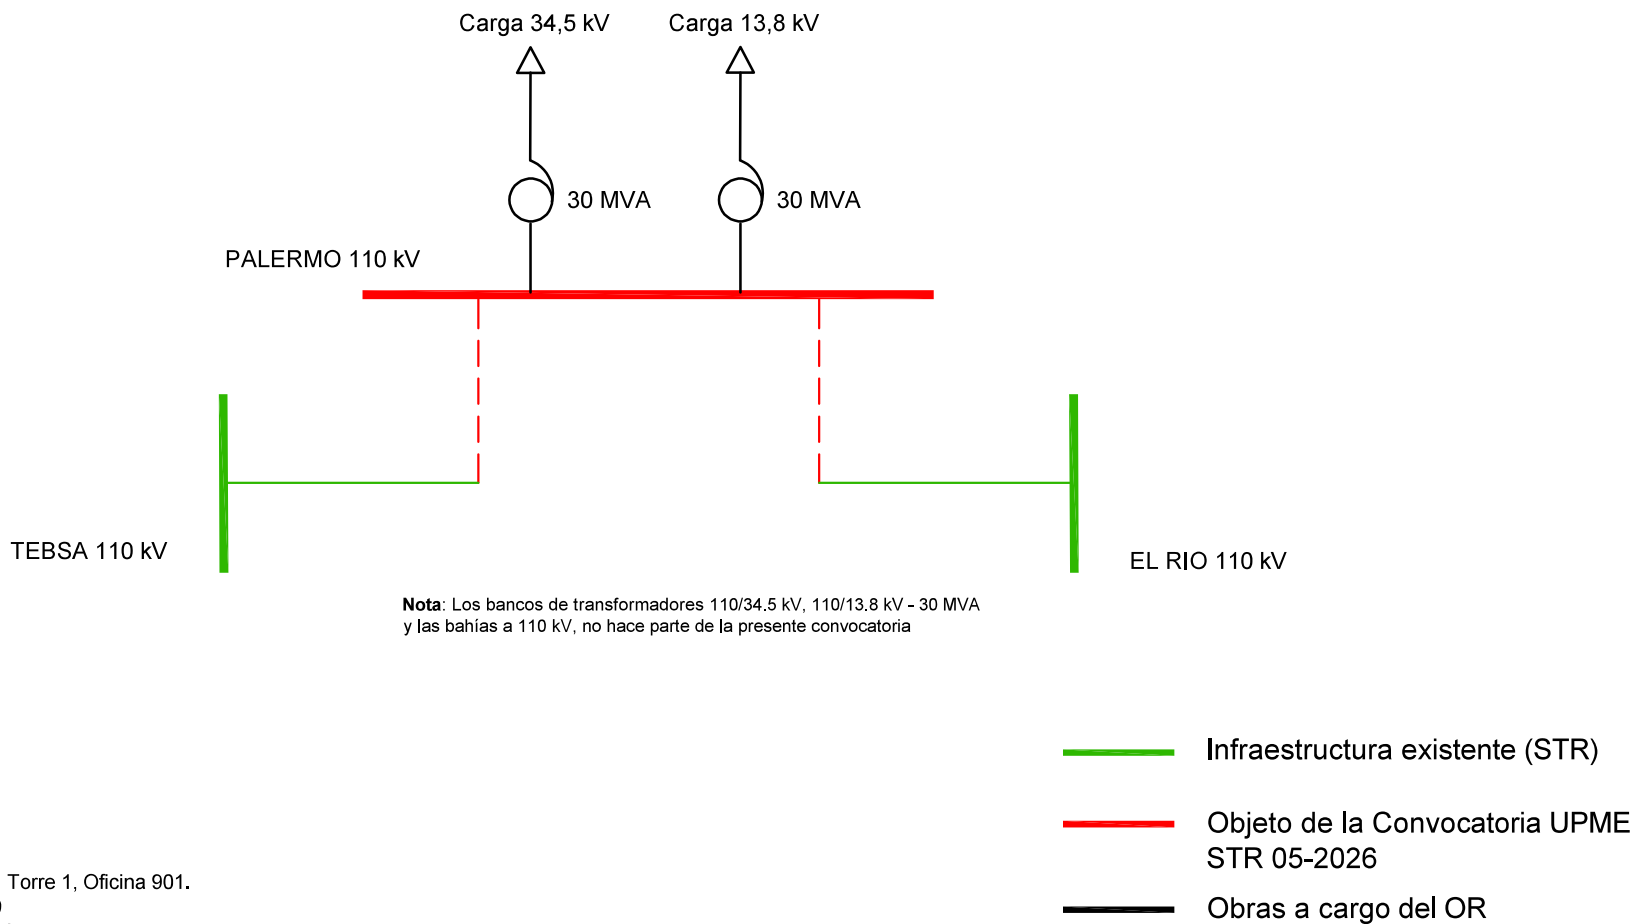 Carga 34,5 kV
Carga 13,8 kV
30 MVA
30 MVA
PALERMO 110 kV
TEBSA 110 kV
EL RIO 110 kV
Nota: Los bancos de transformadores 110/34.5 kV, 110/13.8 kV - 30 MVA
y las bahías a 110 kV, no hace parte de la presente convocatoria
Infraestructura existente (STR)
Objeto de la Convocatoria UPME
STR 05-2026
Obras a cargo del OR
Torre 1, Oficina 901.